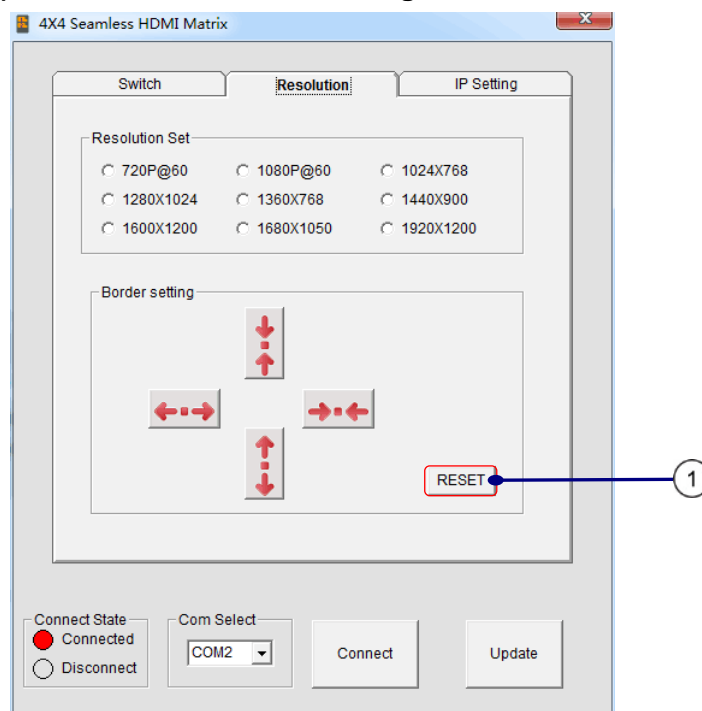 4X4 Seamless HDMI Matrix
Switch Resolution IP Setting
Resolution Set
720P@60 1080P@60 1024X768
1280X1024 1360X768 1440X900
1600X1200 1680X1050 1920X1200
Border setting
RESET
1
Connect State Com Select
Connected
COM2 Connect Update
Disconnect